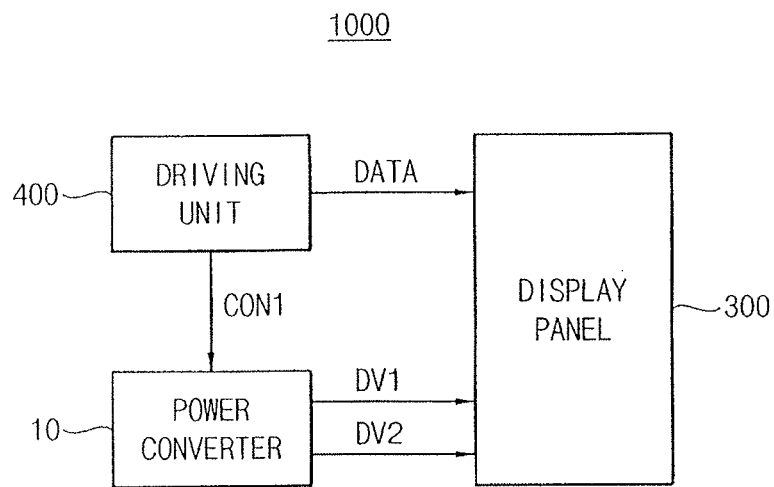 1000
DRIVING
UNIT
400
DATA
CON1
DISPLAY
PANEL
300
POWER
CONVERTER
10
DV1
DV2